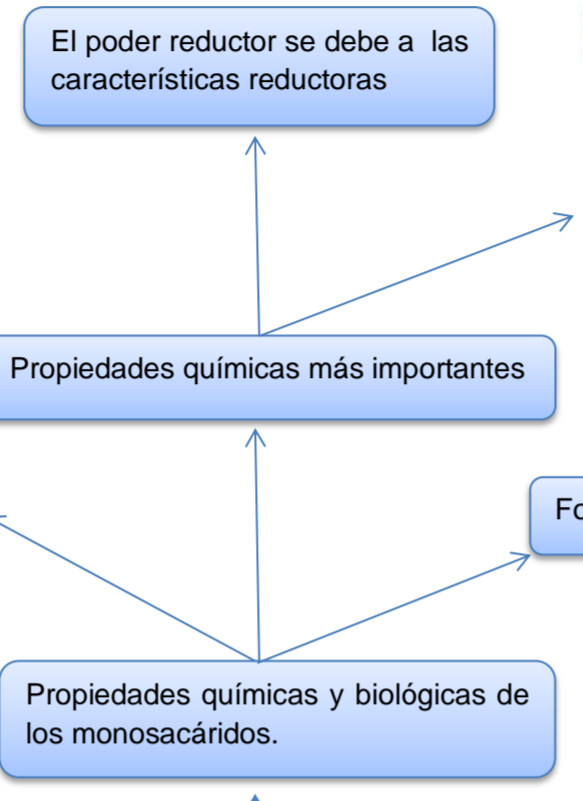 El poder reductor se debe a las
características reductoras
Propiedades químicas más importantes
Propiedades químicas y biológicas de
los monosacáridos.